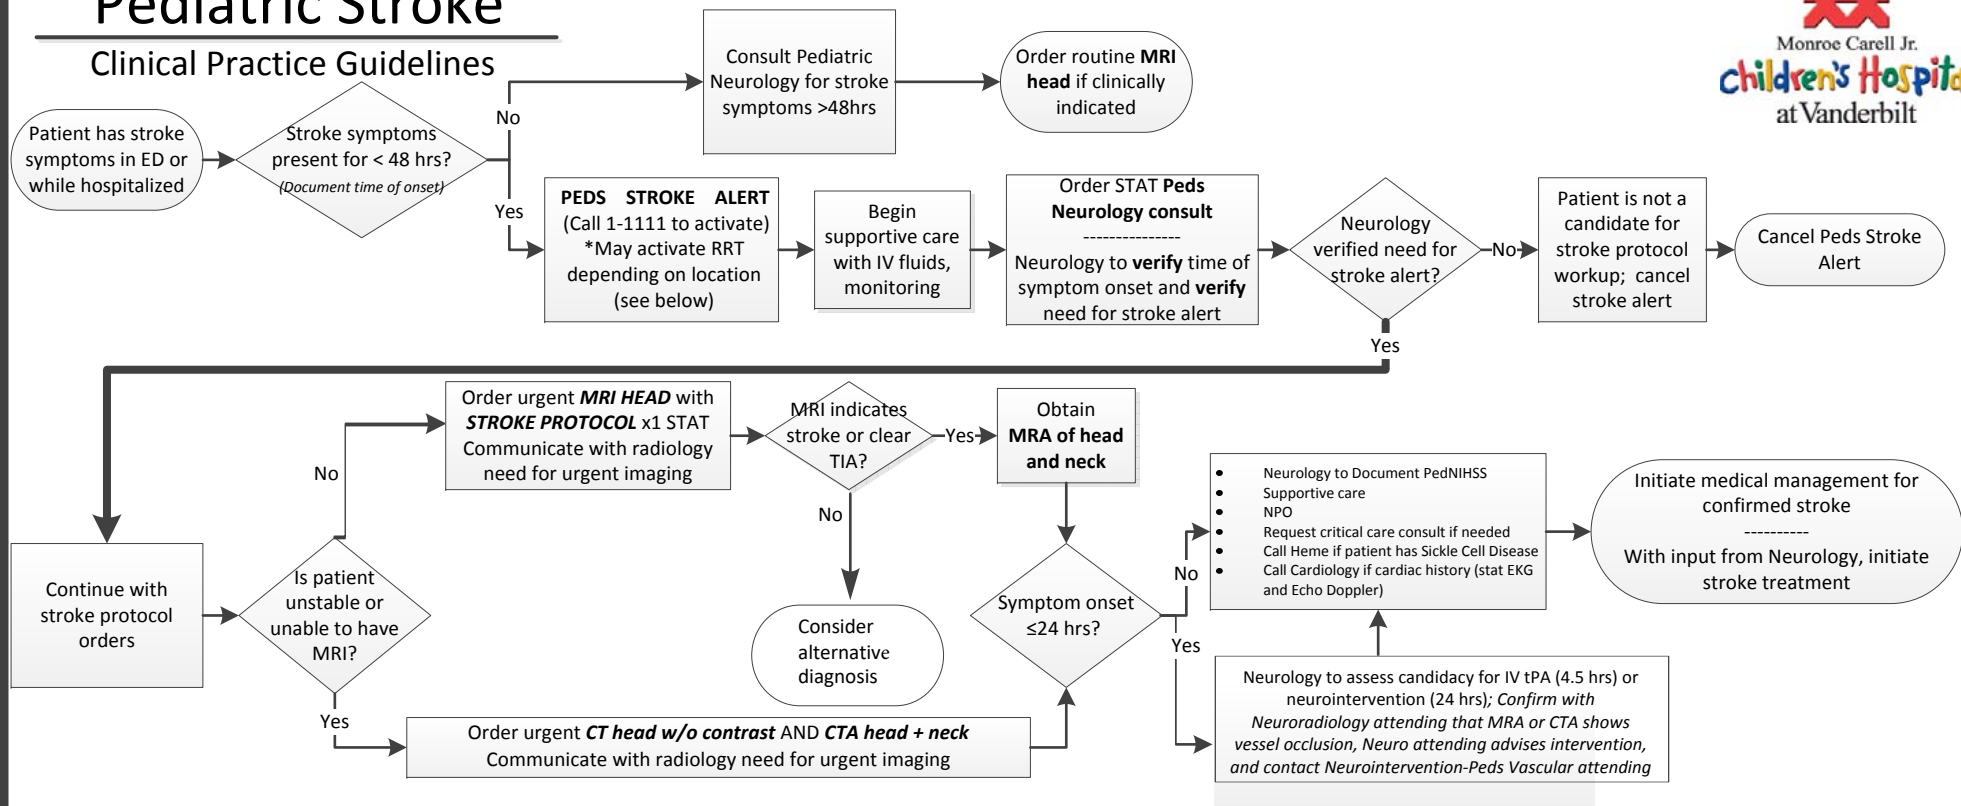 Pediatric Stroke
Clinical Practice Guidelines
Monroe Carell Jr.
Children's Hospital
at Vanderbilt
Patient has stroke
symptoms in ED or
while hospitalized
Stroke symptoms
present for < 48 hrs?
(Document time of onset)
No
Consult Pediatric
Neurology for stroke
symptoms >48hrs
Order routine MRI
head if clinically
indicated
Yes
PEDS STROKE ALERT
(Call 1-1111 to activate)
*May activate RRT
depending on location
(see below)
Begin
supportive care
with IV fluids,
monitoring
Order STAT Peds
Neurology consult
---------------
Neurology to verify time of
symptom onset and verify
need for stroke alert
Neurology
verified need for
stroke alert?
No
Patient is not a
candidate for
stroke protocol
workup; cancel
stroke alert
Cancel Peds Stroke
Alert
Yes
Continue with
stroke protocol
orders
Is patient
unstable or
unable to have
MRI?
No
Order urgent MRI HEAD with
STROKE PROTOCOL x1 STAT
Communicate with radiology
need for urgent imaging
MRI indicates
stroke or clear
TIA?
Yes
Obtain
MRA of head
and neck
No
Consider
alternative
diagnosis
Yes
Order urgent CT head w/o contrast AND CTA head + neck
Communicate with radiology need for urgent imaging
Symptom onset
≤24 hrs?
No
• Neurology to Document PedNIHSS
• Supportive care
• NPO
• Request critical care consult if needed
• Call Heme if patient has Sickle Cell Disease
• Call Cardiology if cardiac history (stat EKG
and Echo Doppler)
Yes
Neurology to assess candidacy for IV tPA (4.5 hrs) or
neurointervention (24 hrs); Confirm with
Neuroradiology attending that MRA or CTA shows
vessel occlusion, Neuro attending advises intervention,
and contact Neurointervention-Peds Vascular attending
Initiate medical management for
confirmed stroke
----------
With input from Neurology, initiate
stroke treatment